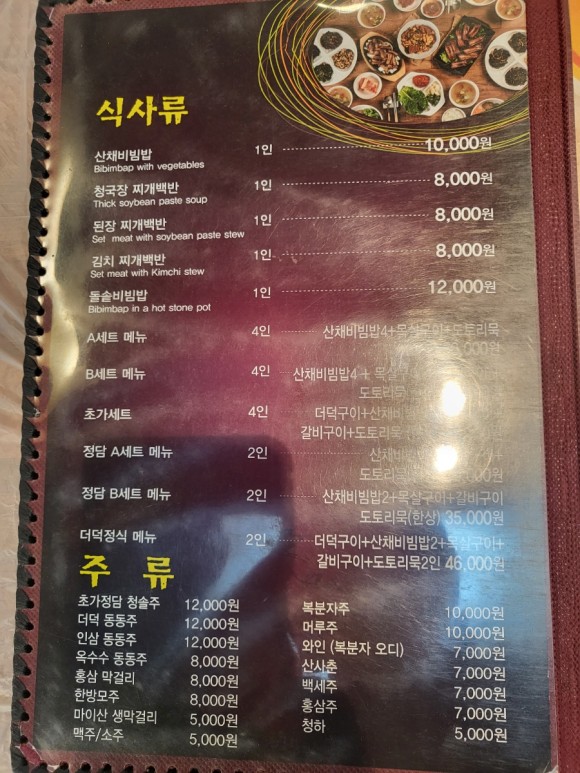 식사류
산채비빔밥 1인 10,000원
Bibimbap with vegetables
청국장 찌개백반 1인 8,000원
Thick soybean paste soup
된장 찌개백반 1인 8,000원
Set meat with soybean paste stew
김치 찌개백반 1인 8,000원
Set meat with Kimchi stew
돌솥비빔밥 1인 12,000원
Bibimbap in a hot stone pot
A세트 메뉴 4인 산채비빔밥4+목살구이+도토리묵
B세트 메뉴 4인 산채비빔밥4+
도토리묵
초가세트 4인 더덕구이+산채비빔밥
갈비구이+도토리묵
정담 A세트 메뉴 2인
도토리묵
정담 B세트 메뉴 2인 산채비빔밥2+목살구이+갈비구이
도토리묵(한상) 35,000원
더덕정식 메뉴 2인 더덕구이+산채비빔밥2+목살구이+
갈비구이+도토리묵2인 46,000원
주류
초가정담 청솔주 12,000원
더덕 동동주 12,000원
인삼 동동주 12,000원
옥수수 동동주 8,000원
홍삼 막걸리 8,000원
한방모주 8,000원
마이산 생막걸리 5,000원
맥주/소주 5,000원
복분자주 10,000원
머루주 10,000원
와인 (복분자 오디) 7,000원
산사춘 7,000원
백세주 7,000원
홍삼주 7,000원
청하 5,000원